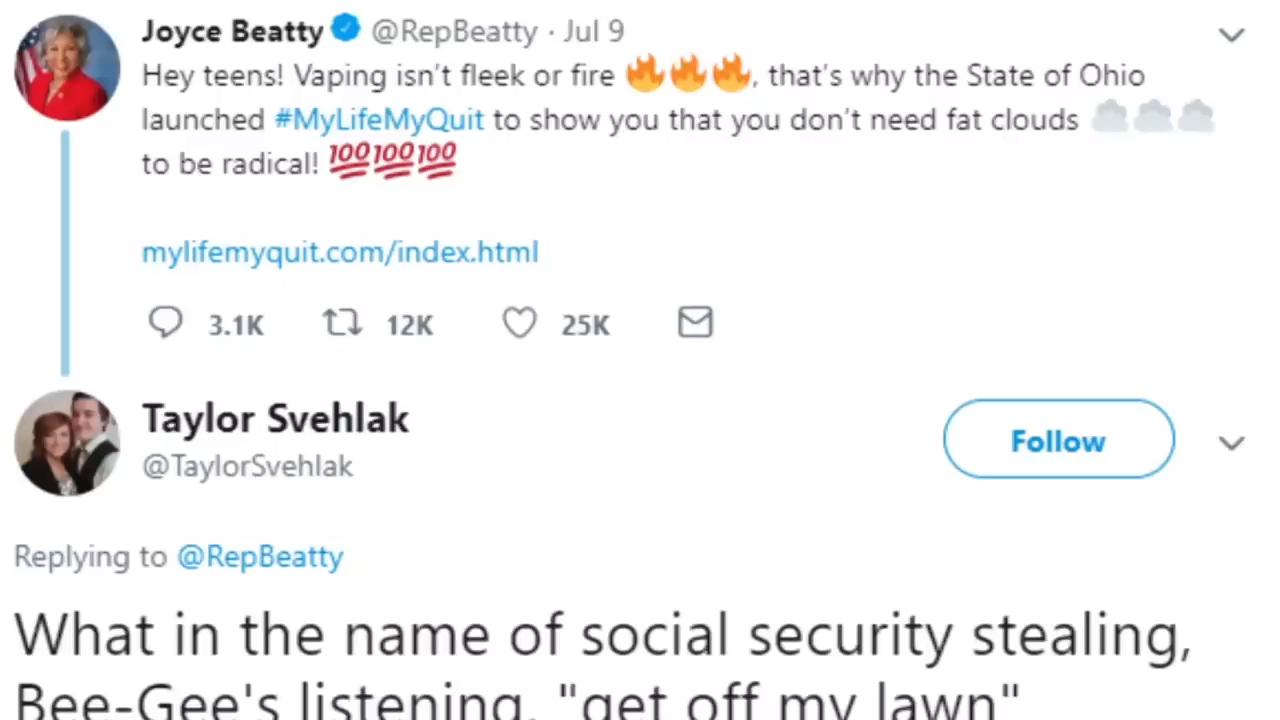 Joyce Beatty @RepBeatty · Jul 9
Hey teens! Vaping isn't fleek or fire 🔥🔥🔥, that's why the State of Ohio
launched #MyLifeMyQuit to show you that you don't need fat clouds ☁☁☁
to be radical! 💯💯💯
mylifemyquit.com/index.html
3.1K 12K 25K
Taylor Svehlak
@TaylorSvehlak
Follow
Replying to @RepBeatty
What in the name of social security stealing,
Bee-Gee's listening, "get off my lawn"